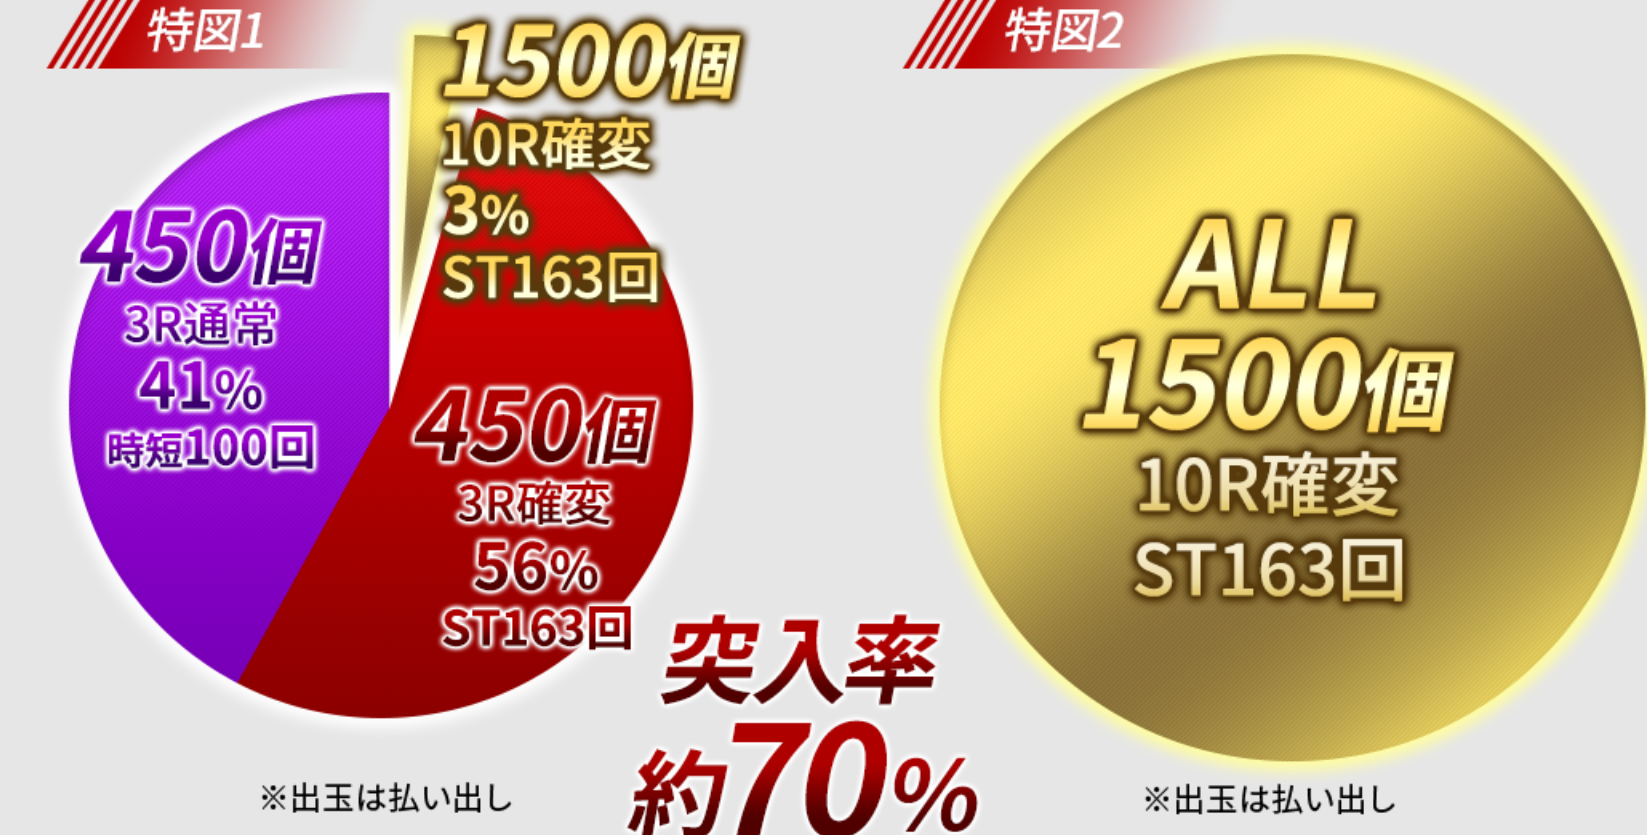 特図1
1500個
10R確変
3%
ST163回
450個
3R通常
41%
時短100回
450個
3R確変
56%
ST163回
※出玉は払い出し
突入率
約70%
特図2
ALL
1500個
10R確変
ST163回
※出玉は払い出し